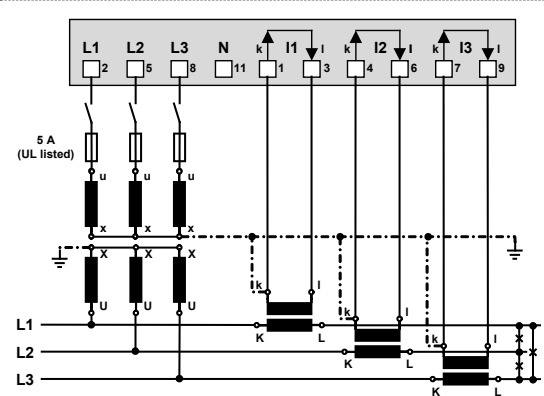 L1 L2 L3 N k I1 l k I2 l k I3 l
2 5 8 11 1 3 4 6 7 9
5 A
(UL listed)
u u u
x x x
X X X
k l k l k l
U U U
L1 K L
L2 K L
L3 K L